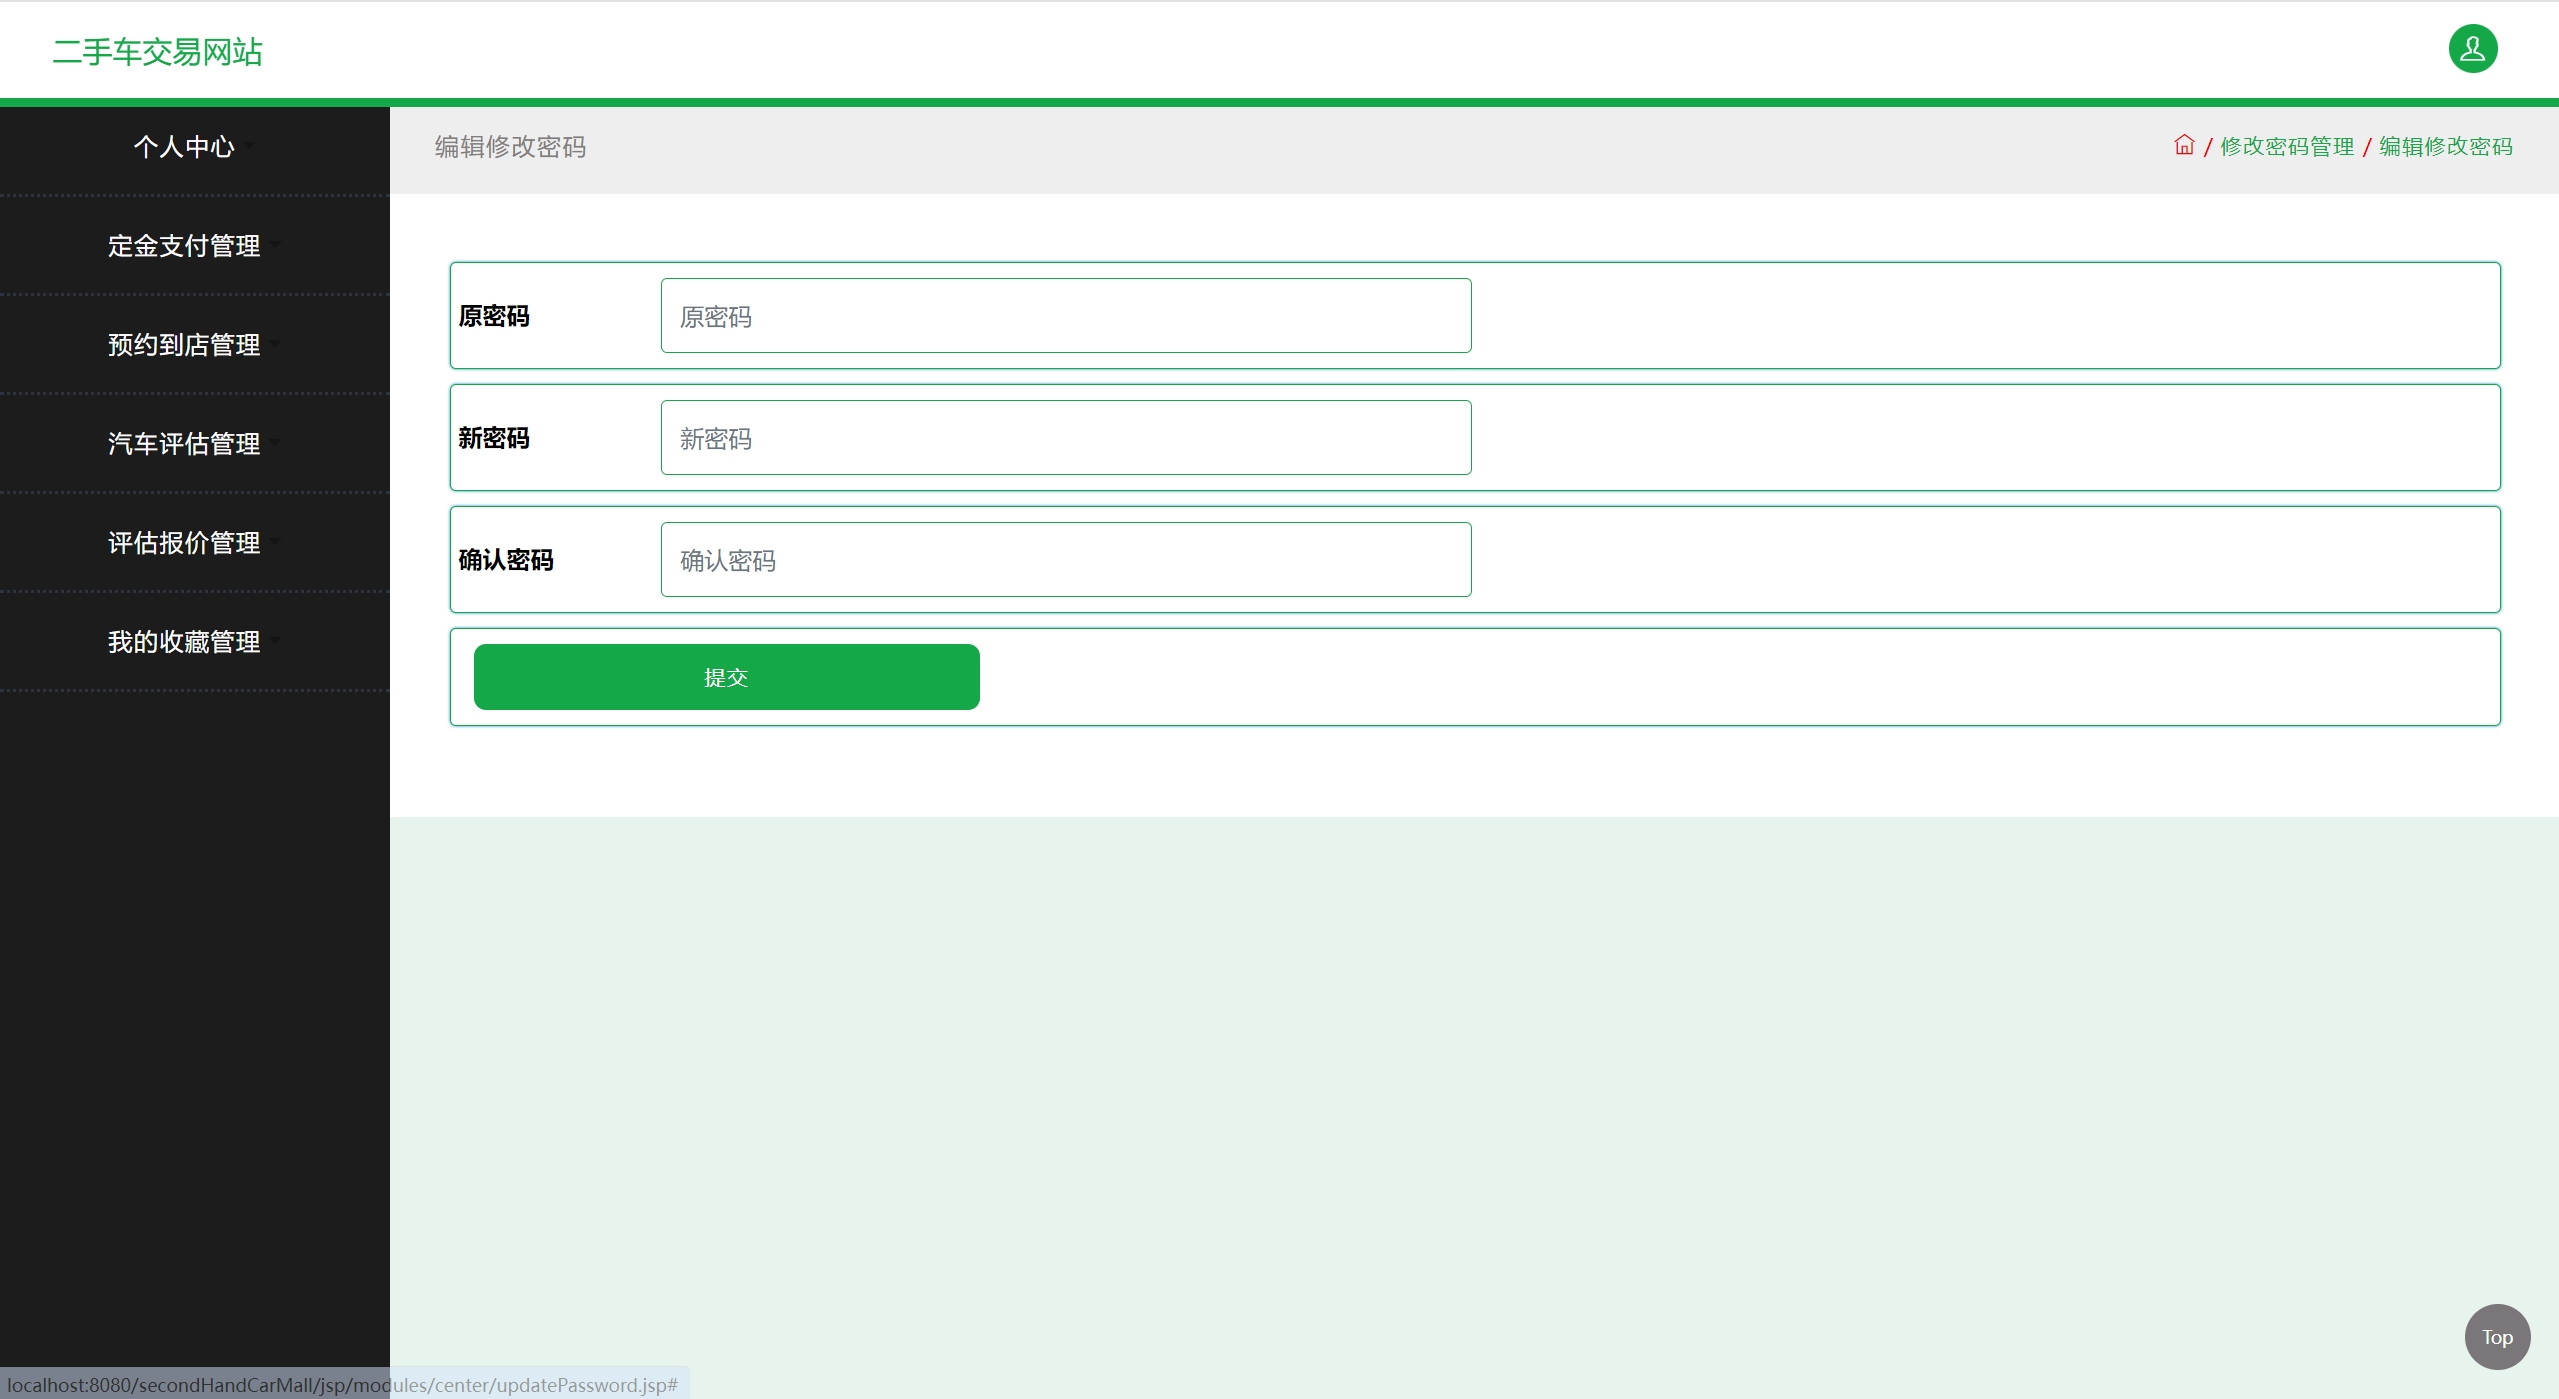 二手车交易网站
个人中心
定金支付管理
预约到店管理
汽车评估管理
评估报价管理
我的收藏管理
编辑修改密码
/ 修改密码管理 / 编辑修改密码
原密码 原密码
新密码 新密码
确认密码 确认密码
提交
Top
localhost:8080/secondHandCarMall/jsp/modules/center/updatePassword.jsp#